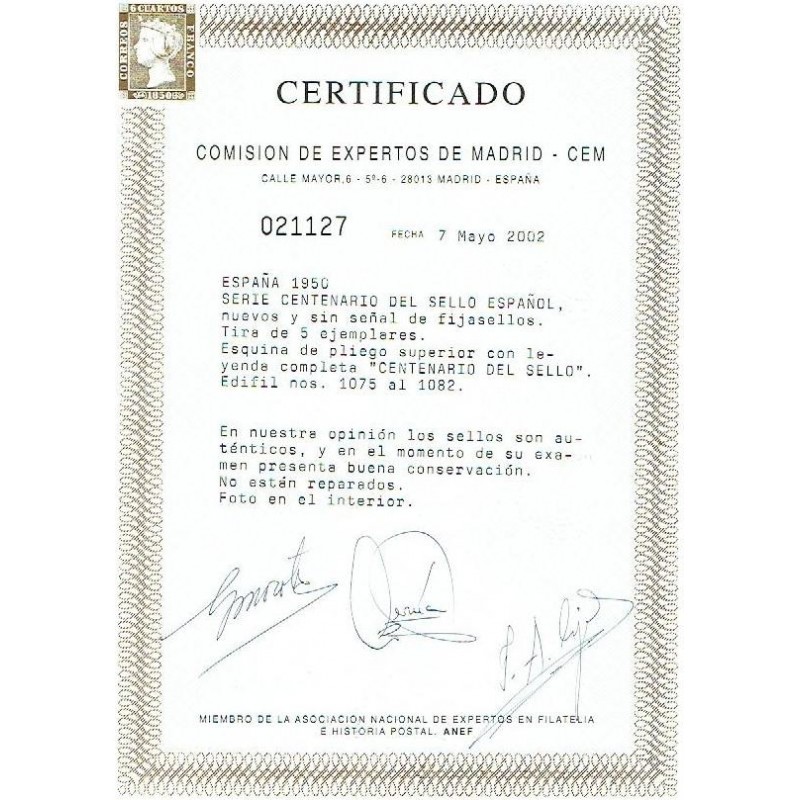 6 CUARTOS
CORREOS
FRANCO
1850
CERTIFICADO
COMISION DE EXPERTOS DE MADRID - CEM
CALLE MAYOR,6 - 5º-6 - 28013 MADRID - ESPAÑA
021127 FECHA 7 Mayo 2002
ESPAÑA 1950
SERIE CENTENARIO DEL SELLO ESPAÑOL,
nuevos y sin señal de fijasellos.
Tira de 5 ejemplares.
Esquina de pliego superior con le-
yenda completa "CENTENARIO DEL SELLO".
Edifil nos. 1075 al 1082.
En nuestra opinión los sellos son au-
ténticos, y en el momento de su exa-
men presenta buena conservación.
No están reparados.
Foto en el interior.
MIEMBRO DE LA ASOCIACIÓN NACIONAL DE EXPERTOS EN FILATELIA
E HISTORIA POSTAL. ANEF